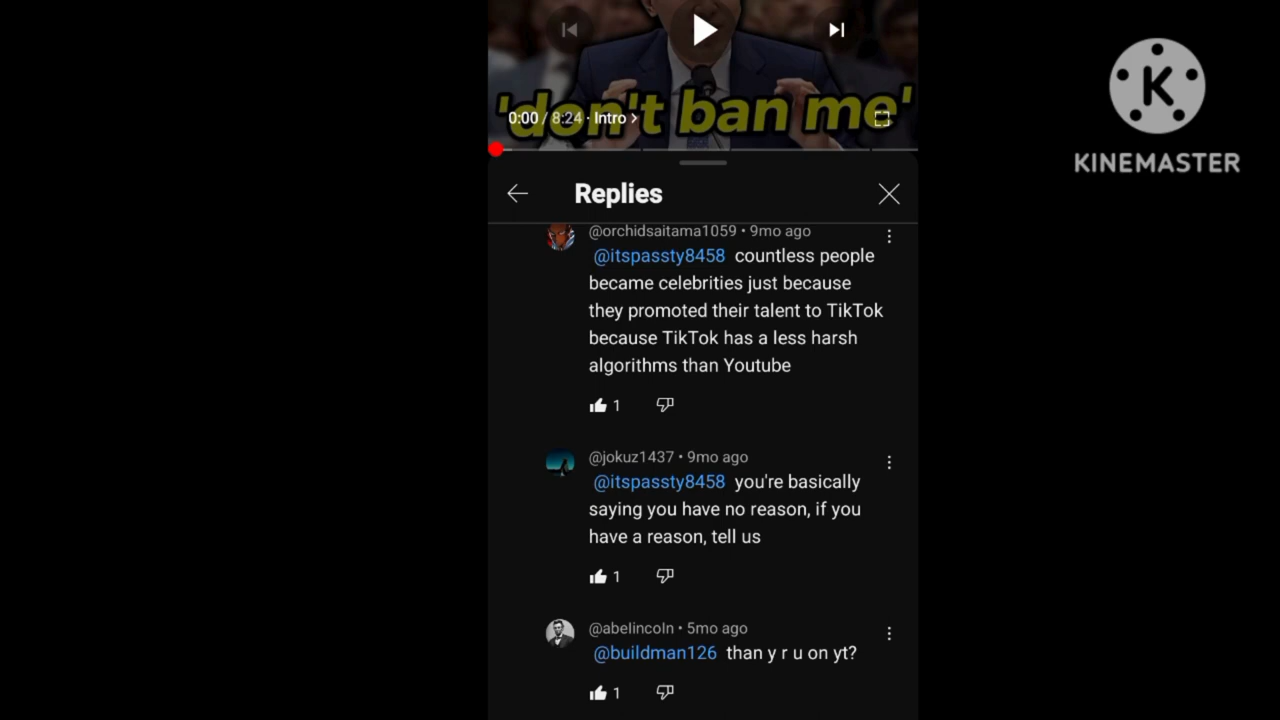 'don't ban me'
0:00 / 8:24 · Intro >
K
KINEMASTER
Replies
@orchidsaitama1059 • 9mo ago
@itspassty8458 countless people
became celebrities just because
they promoted their talent to TikTok
because TikTok has a less harsh
algorithms than Youtube
1
@jokuz1437 • 9mo ago
@itspassty8458 you're basically
saying you have no reason, if you
have a reason, tell us
1
@abelincoln • 5mo ago
@buildman126 than y r u on yt?
1